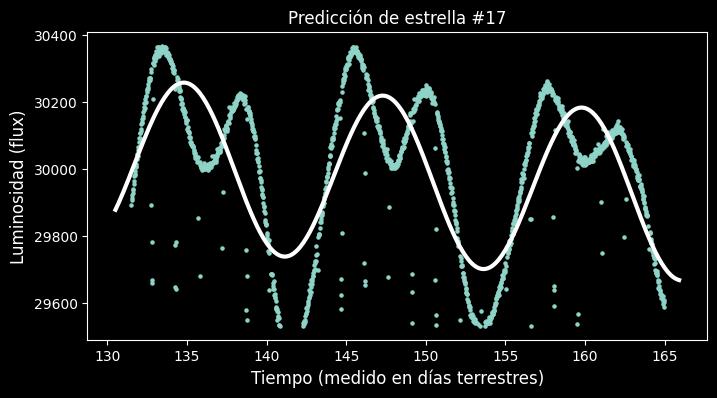 Predicción de estrella #17
Luminosidad (flux)
30400
30200
30000
29800
29600
130 135 140 145 150 155 160 165
Tiempo (medido en días terrestres)